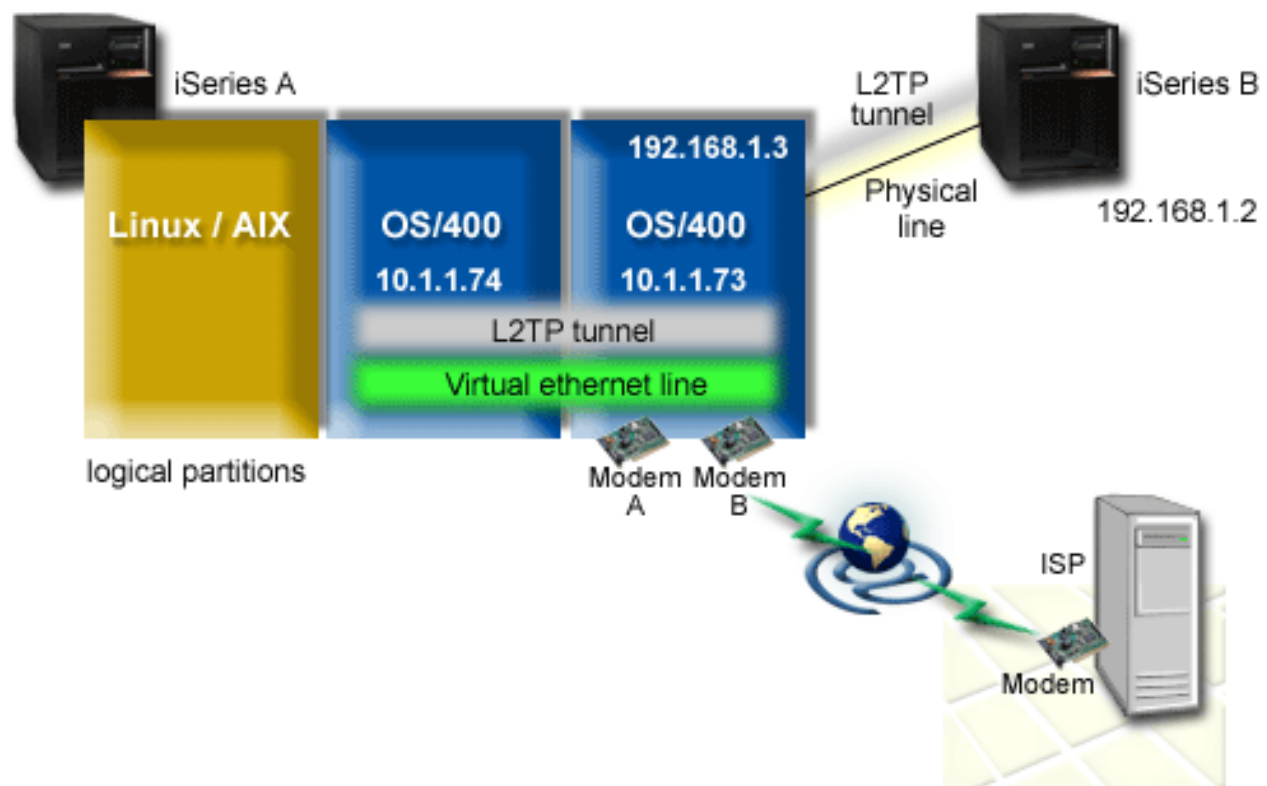 iSeries A
L2TP
tunnel
iSeries B
192.168.1.3
Physical
line
192.168.1.2
Linux / AIX
OS/400
OS/400
10.1.1.74
10.1.1.73
L2TP tunnel
Virtual ethernet line
logical partitions
Modem
A
Modem
B
ISP
Modem